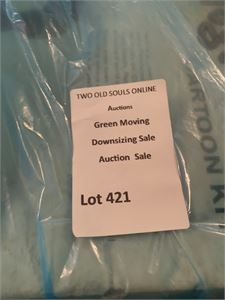 TWO OLD SOULS ONLINE
Auctions
Green Moving
Downsizing Sale
Auction Sale
Lot 421